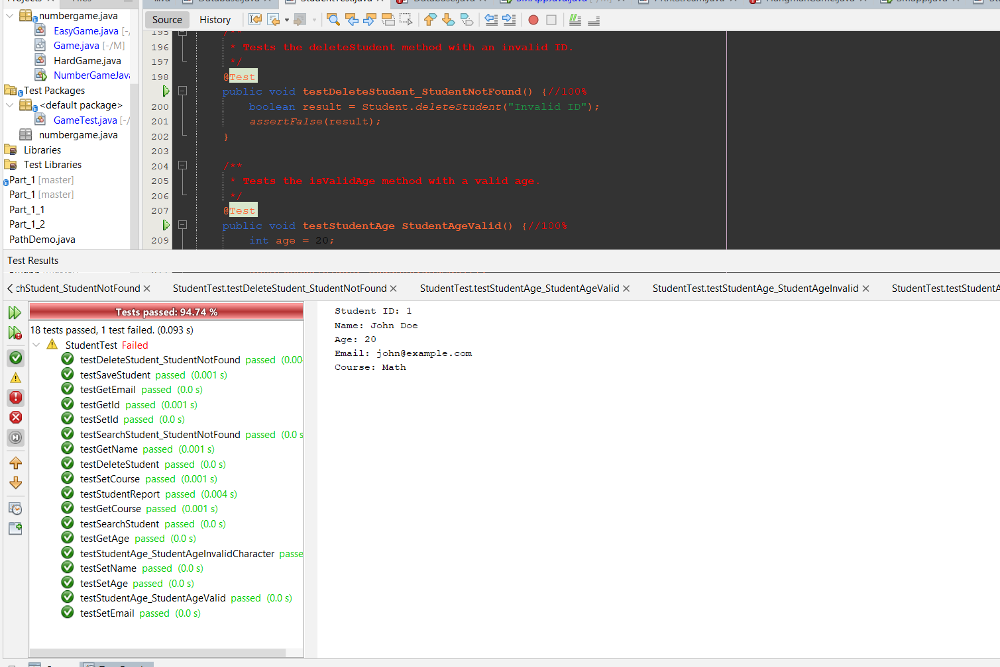 Source
History
numbergame.java
EasyGame.java [-/
Game.java [-/M]
HardGame.java
NumberGameJava
Test Packages
<default package>
GameTest.java [-/
numbergame.java
Libraries
Test Libraries
Part_1 [master]
Part_1 [master]
Part_1_1
Part_1_2
PathDemo.java
195 /**
196 * Tests the deleteStudent method with an invalid ID.
197 */
198 @Test
public void testDeleteStudent_StudentNotFound() {//100%
200 boolean result = Student.deleteStudent("Invalid ID");
201 assertFalse(result);
202 }
203
204 /**
205 * Tests the isValidAge method with a valid age.
206 */
207 @Test
public void testStudentAge StudentAgeValid() {//100%
209 int age = 20;
Test Results
chStudent_StudentNotFound
StudentTest.testDeleteStudent_StudentNotFound
StudentTest.testStudentAge_StudentAgeValid
StudentTest.testStudentAge_StudentAgeInvalid
StudentTest.testStudentA
Tests passed: 94.74 %
18 tests passed, 1 test failed. (0.093 s)
StudentTest Failed
testDeleteStudent_StudentNotFound passed (0.00
testSaveStudent passed (0.001 s)
testGetEmail passed (0.0 s)
testGetId passed (0.001 s)
testSetId passed (0.0 s)
testSearchStudent_StudentNotFound passed (0.0 s
testGetName passed (0.001 s)
testDeleteStudent passed (0.0 s)
testSetCourse passed (0.001 s)
testStudentReport passed (0.004 s)
testGetCourse passed (0.001 s)
testSearchStudent passed (0.0 s)
testGetAge passed (0.0 s)
testStudentAge_StudentAgeInvalidCharacter passe
testSetName passed (0.0 s)
testSetAge passed (0.0 s)
testStudentAge_StudentAgeValid passed (0.0 s)
testSetEmail passed (0.0 s)
Student ID: 1
Name: John Doe
Age: 20
Email: john@example.com
Course: Math